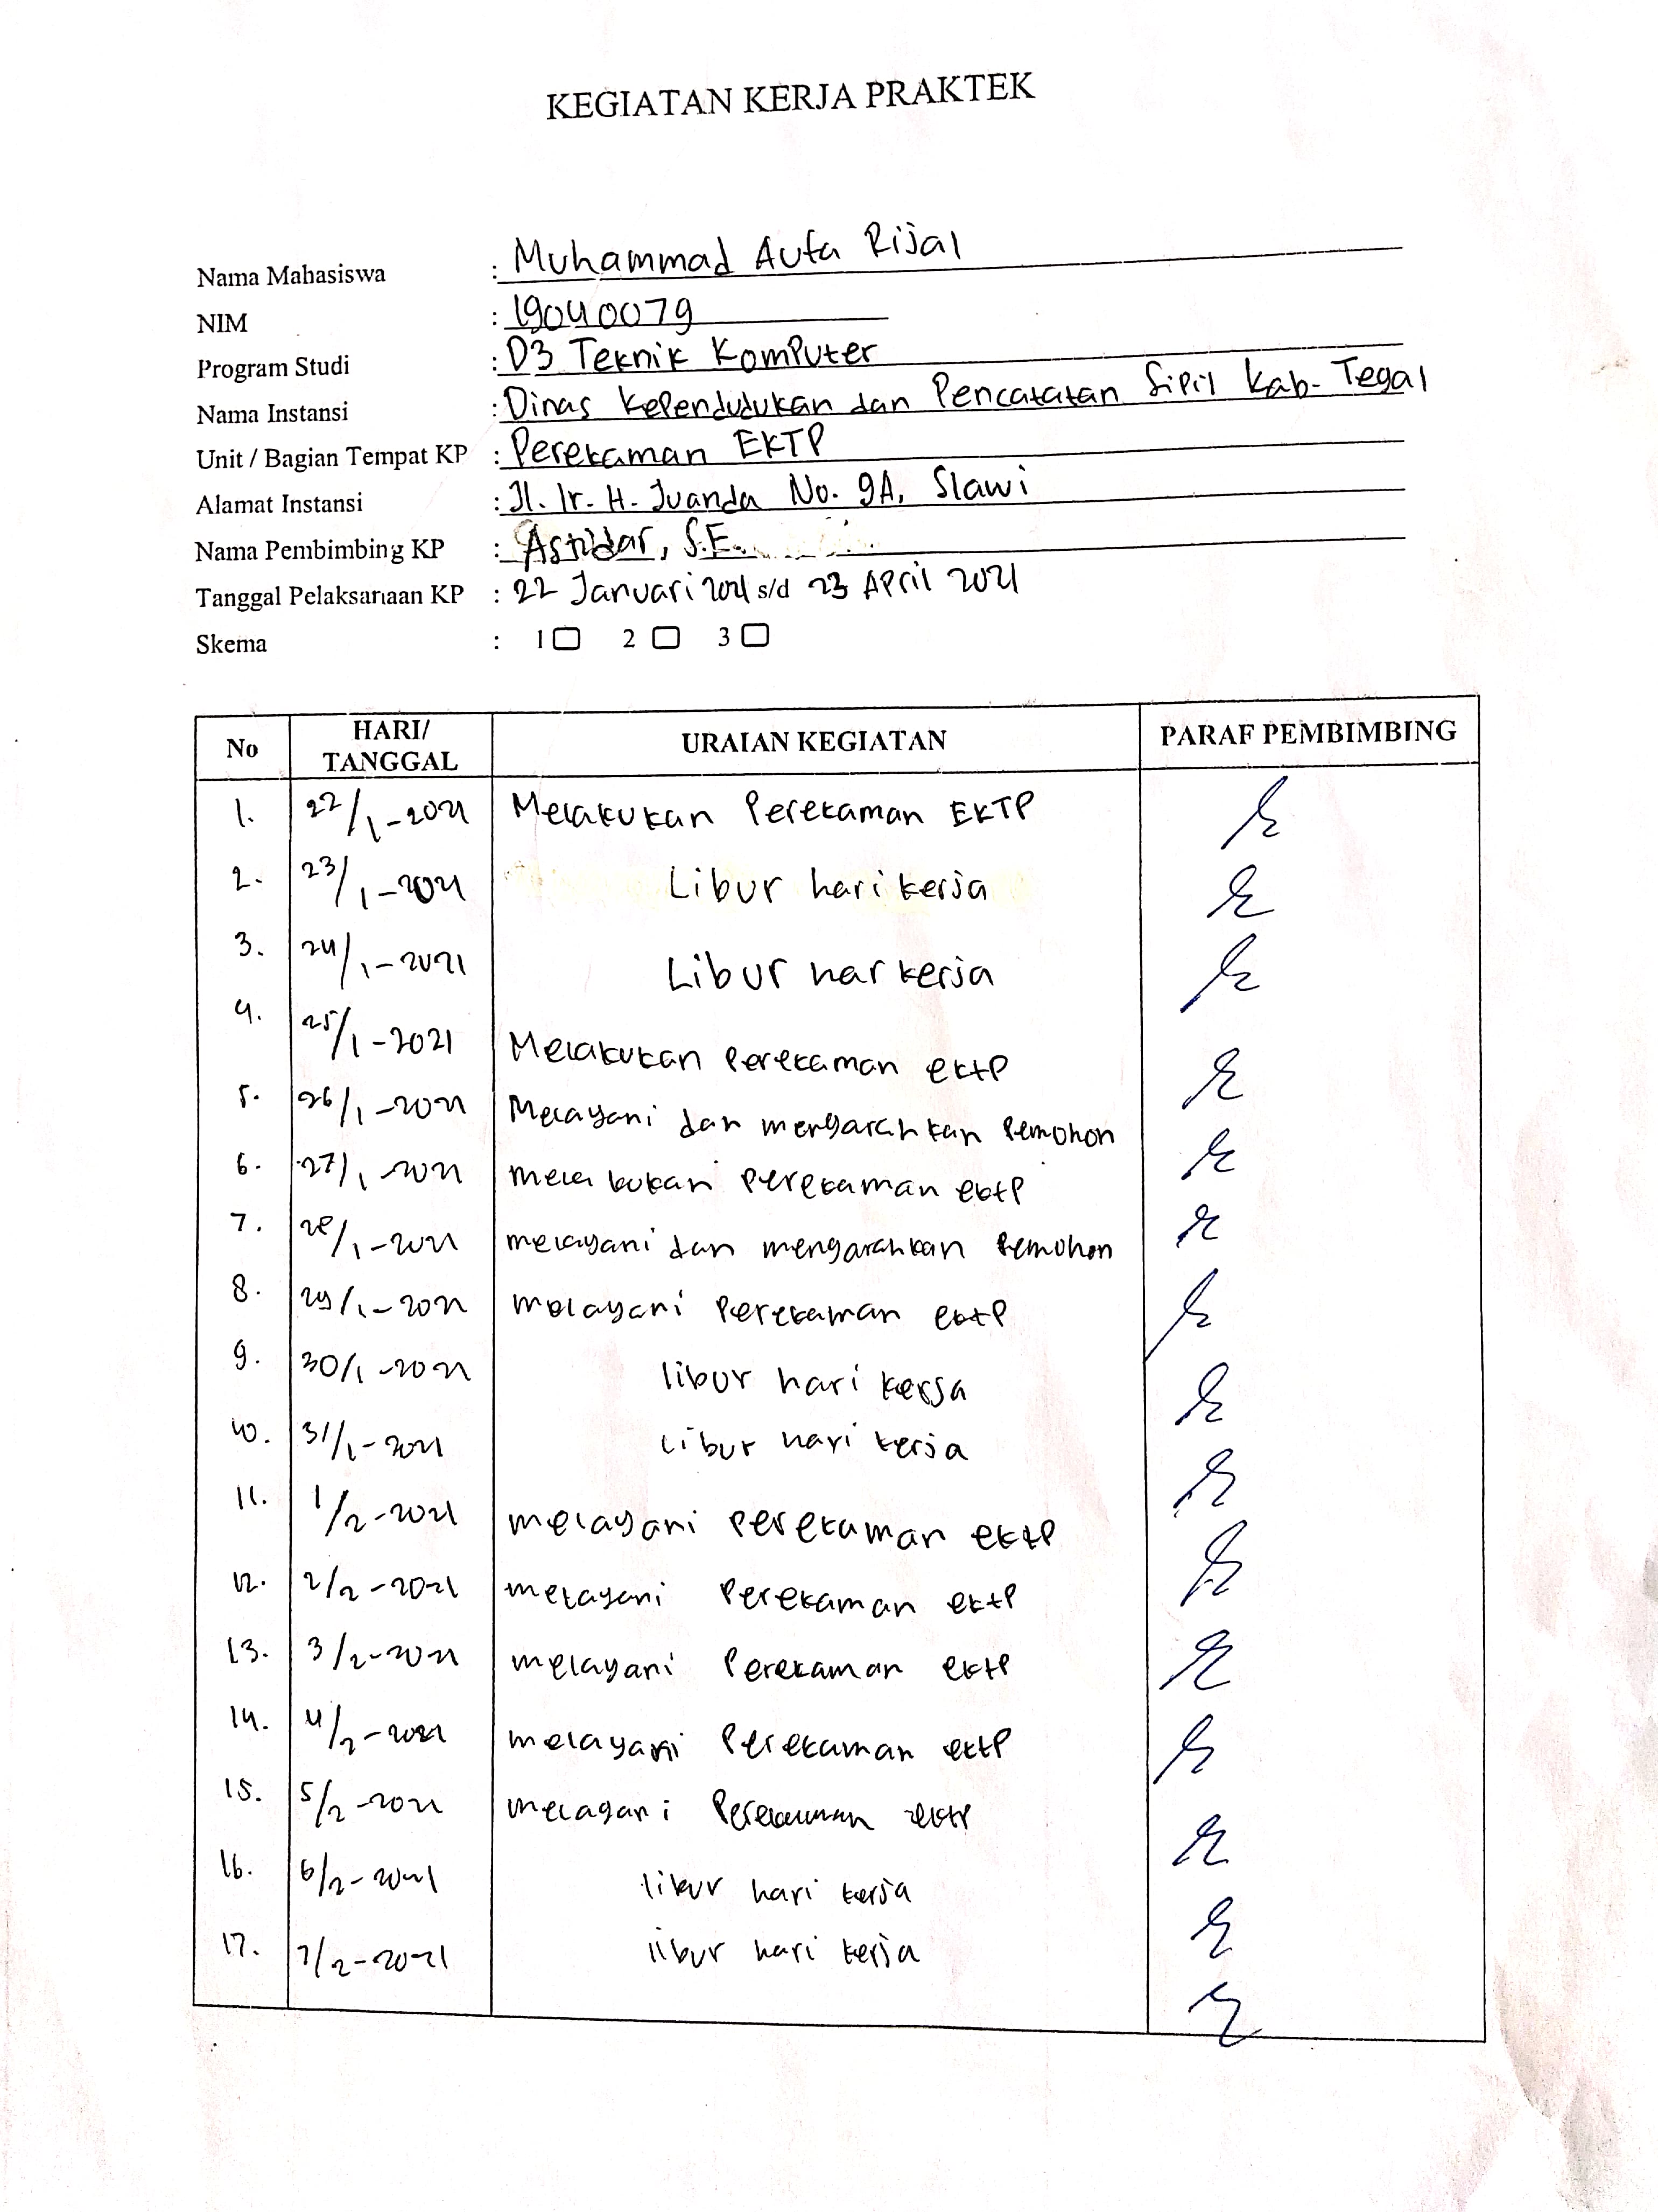 KEGIATAN KERJA PRAKTEK
Nama Mahasiswa : Muhammad Aufa Rijal
NIM : 19040079
Program Studi : D3 Teknik Komputer
Nama Instansi : Dinas Kependudukan dan Pencatatan Sipil Kab. Tegal
Unit / Bagian Tempat KP : Perekaman EKTP
Alamat Instansi : Jl. Ir. H. Juanda No. 9A, Slawi
Nama Pembimbing KP : Astidar, S.E.
Tanggal Pelaksanaan KP : 22 Januari 2021 s/d 23 April 2021
Skema : 1 2 3
No HARI/ TANGGAL URAIAN KEGIATAN PARAF PEMBIMBING
1. 22/1-2021 Melakukan Perekaman EKTP
2. 23/1-2021 Libur hari kerja
3. 24/1-2021 Libur har kerja
4. 25/1-2021 Melakukan Perekaman ektp
5. 26/1-2021 Melayani dan mengarahkan Pemohon
6. 27/1-2021 melakukan Perekaman ektp
7. 28/1-2021 melayani dan mengarahkan Pemohon
8. 29/1-2021 melayani Perekaman ektp
9. 30/1-2021 libur hari kerja
10. 31/1-2021 Libur hari kerja
11. 1/2-2021 melayani Perekaman ektp
12. 2/2-2021 melayani Perekaman ektp
13. 3/2-2021 melayani Perekaman ektp
14. 4/2-2021 melayani Perekaman ektp
15. 5/2-2021 melayani Perekaman ektp
16. 6/2-2021 libur hari kerja
17. 7/2-2021 libur hari kerja